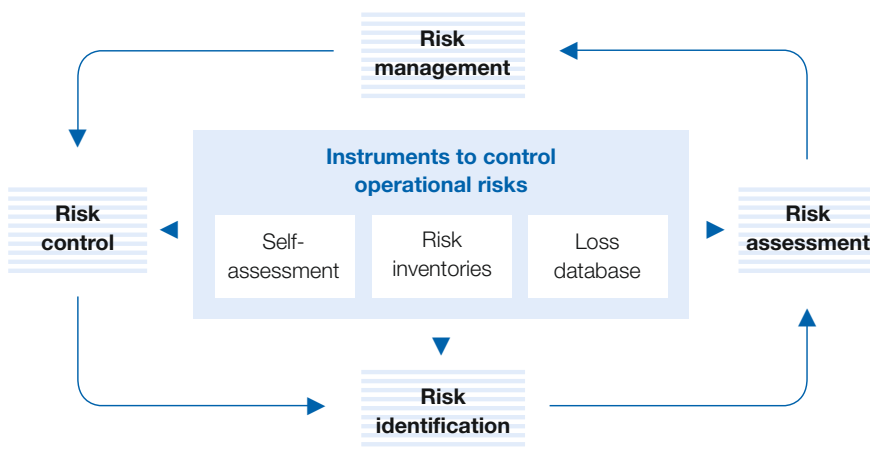 Risk
management
Instruments to control
operational risks
Risk
control
Self-
assessment
Risk
inventories
Loss
database
Risk
assessment
Risk
identification